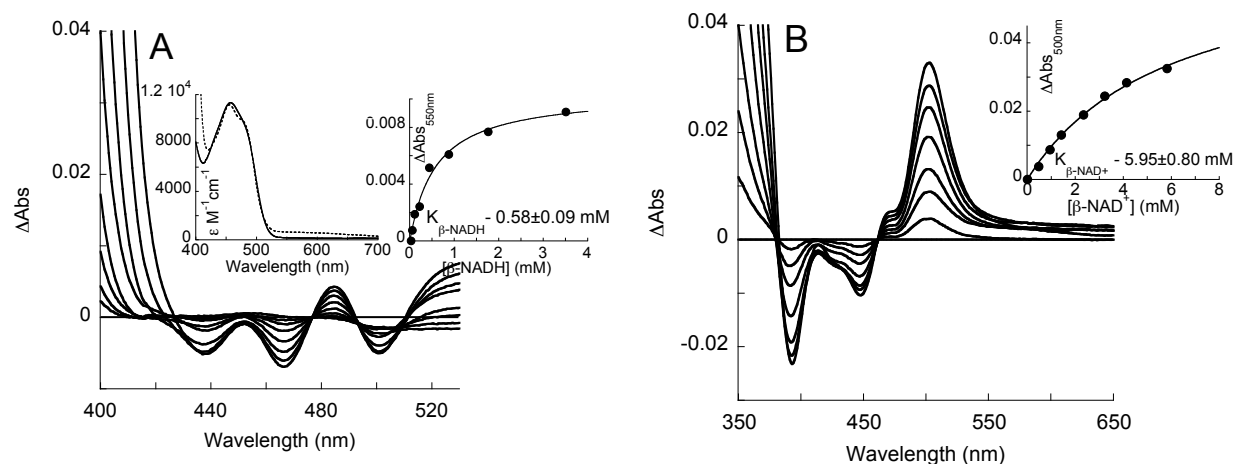 A
0.04
0.02
0
ΔAbs
400
440
480
520
Wavelength (nm)
1.2 10⁴
8000
4000
0
ε M⁻¹cm⁻¹
400
500
600
700
Wavelength (nm)
0.008
0.004
0
ΔAbs550nm
K β-NADH - 0.58±0.09 mM
0
1
2
3
4
[β-NADH] (mM)
B
0.04
0.02
0
-0.02
ΔAbs
350
450
550
650
Wavelength (nm)
0.04
0.02
0
ΔAbs500nm
K β-NAD+ - 5.95±0.80 mM
0
2
4
6
8
[β-NAD⁺] (mM)